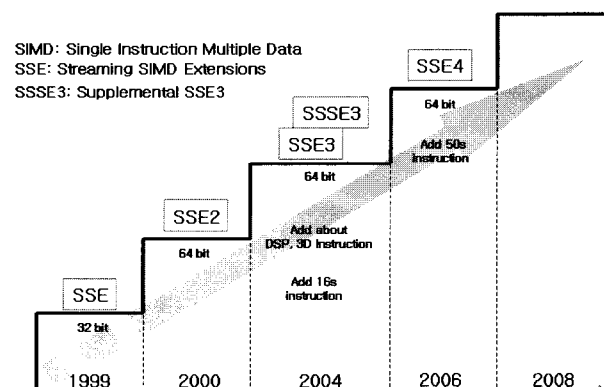 SIMD: Single Instruction Multiple Data
SSE: Streaming SIMD Extensions
SSSE3: Supplemental SSE3
SSE4
64 bit
Add 50s
instruction
SSSE3
SSE3
64 bit
Add about
DSP, 3D Instruction
Add 16s
instruction
SSE2
64 bit
SSE
32 bit
1999 2000 2004 2006 2008